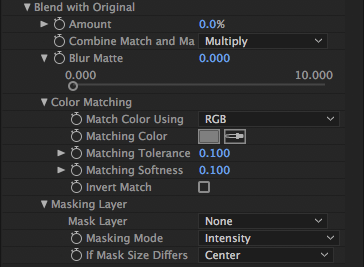 Blend with Original
Amount 0.0%
Combine Match and Ma Multiply
Blur Matte 0.000
0.000 10.000
Color Matching
Match Color Using RGB
Matching Color
Matching Tolerance 0.100
Matching Softness 0.100
Invert Match
Masking Layer
Mask Layer None
Masking Mode Intensity
If Mask Size Differs Center